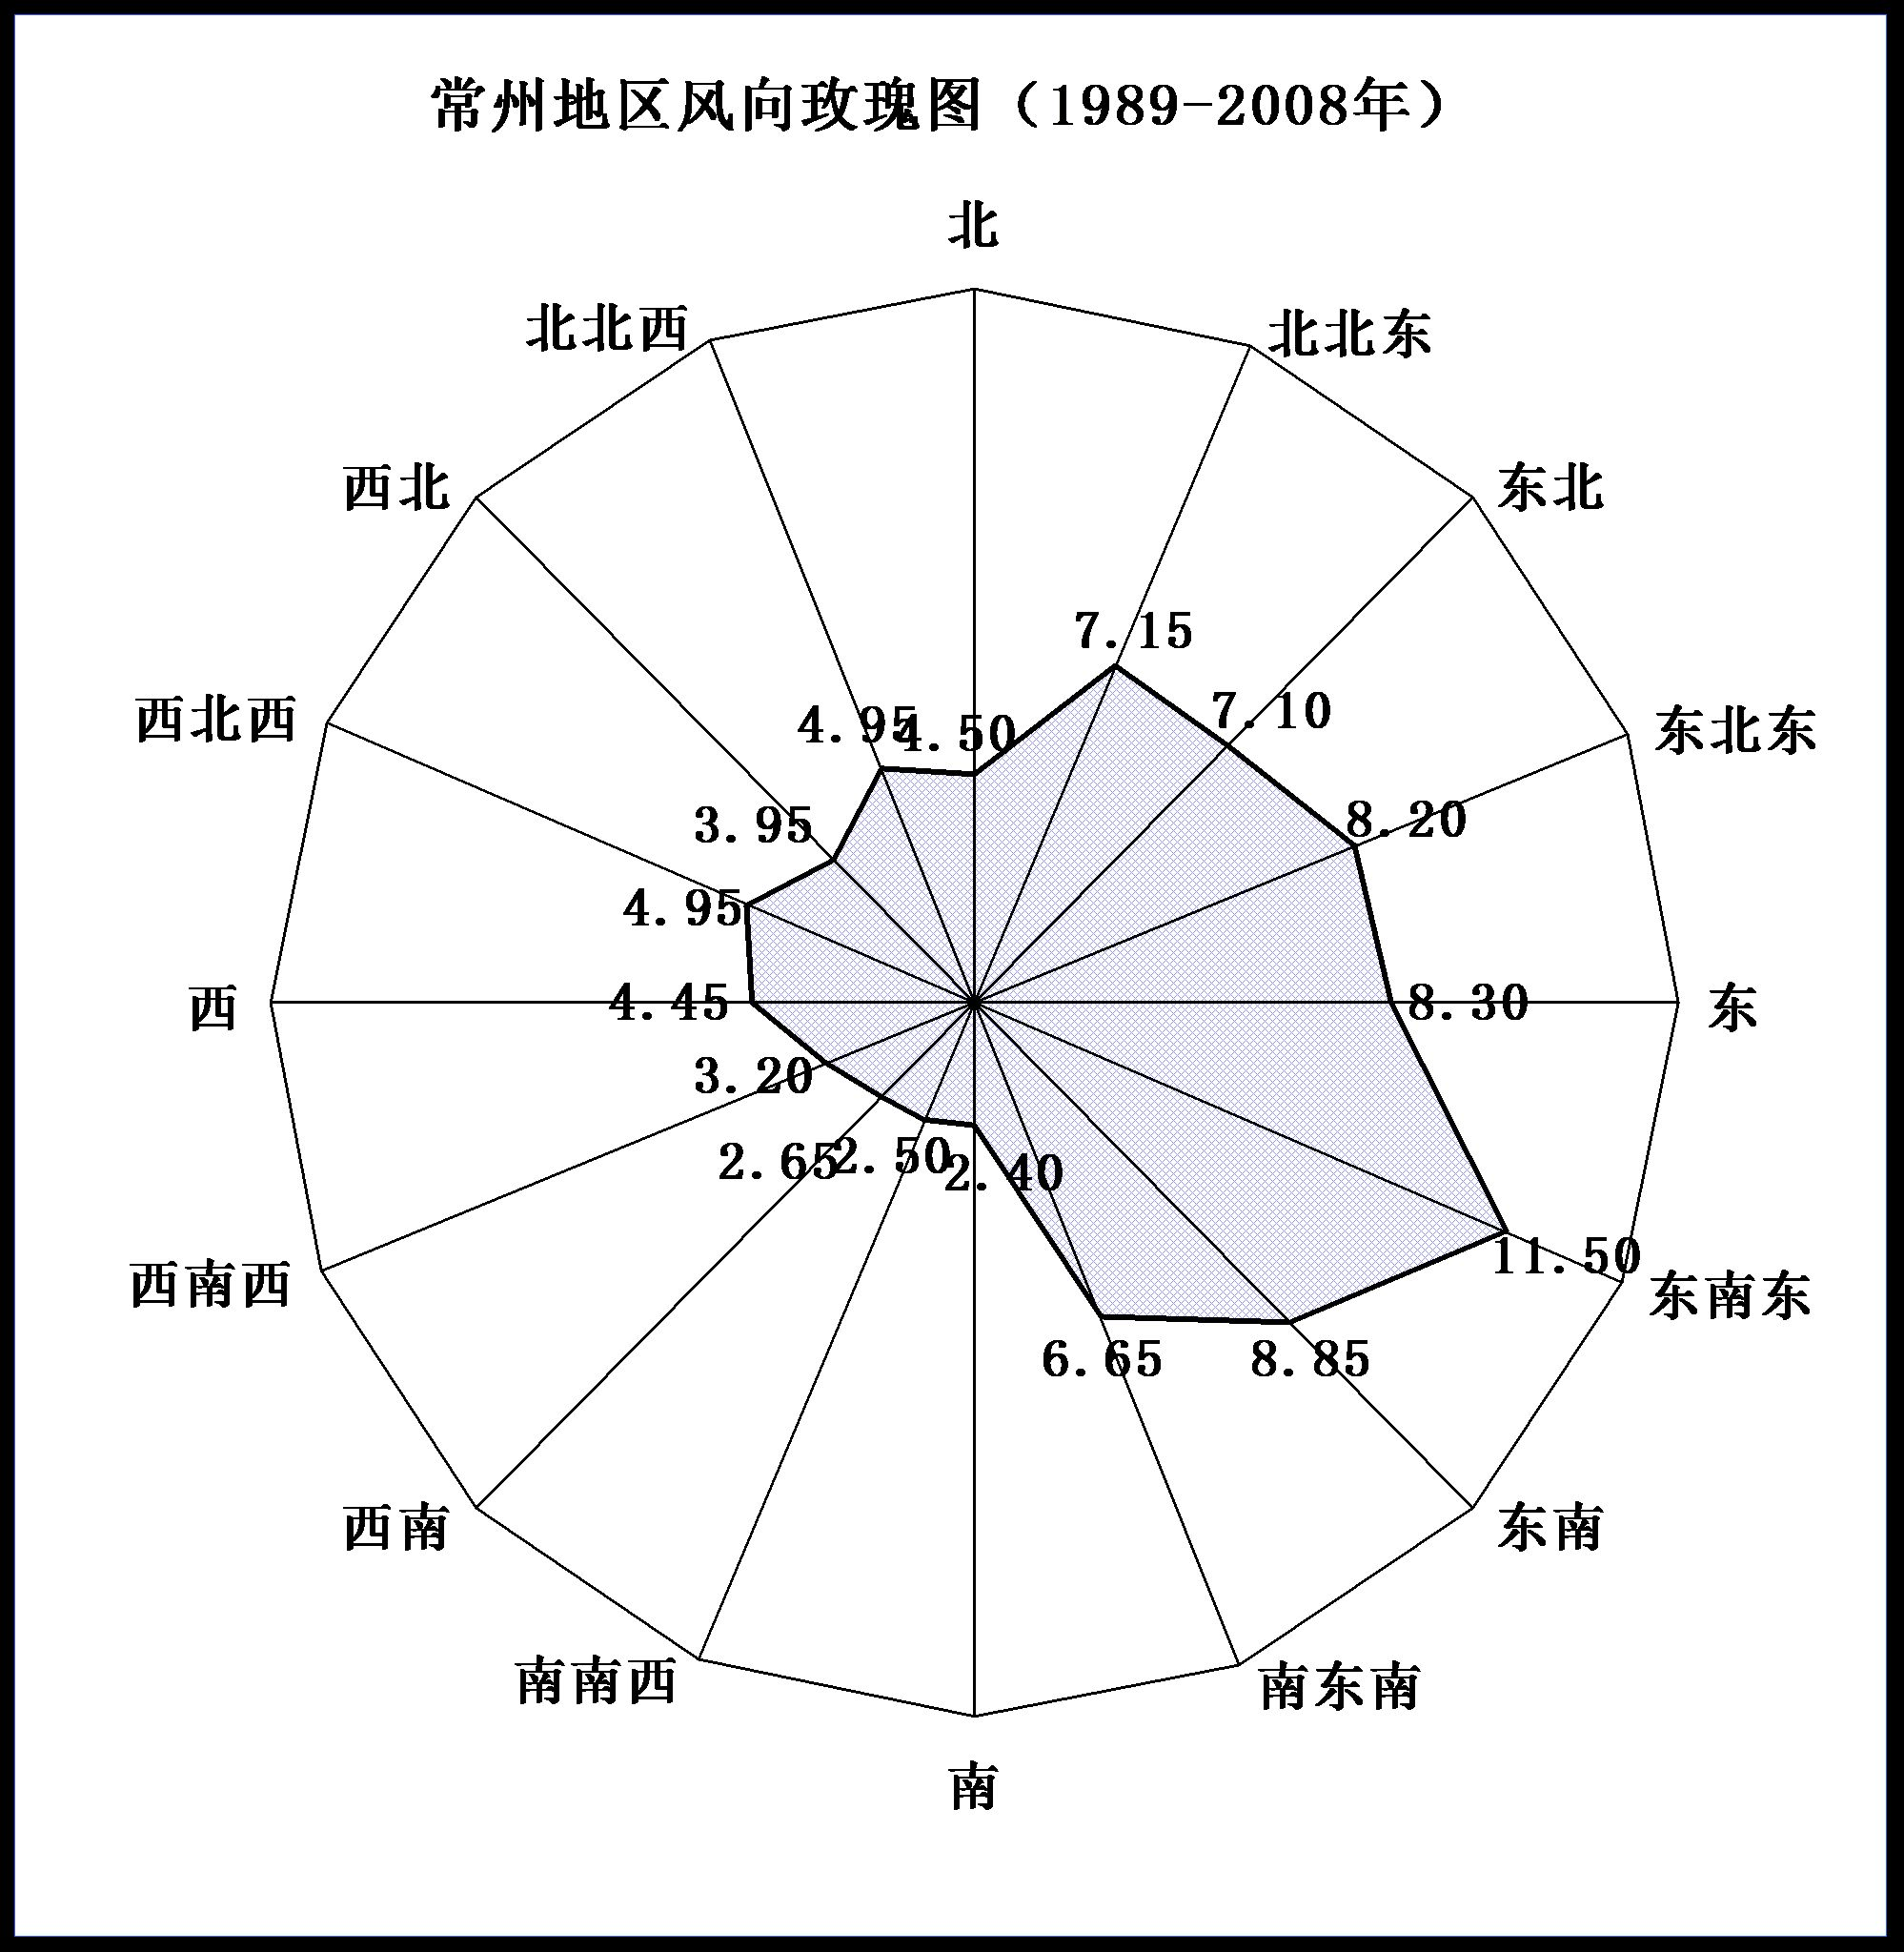 常州地区风向玫瑰图（1989-2008年）
北
北北西
北北东
西北
东北
7.15
西北西
7.10
东北东
4.95
4.50
3.95
8.20
4.95
西
4.45
8.30
东
3.20
2.65
2.50
2.40
11.50
西南西
东南东
6.65
8.85
西南
东南
南南西
南东南
南